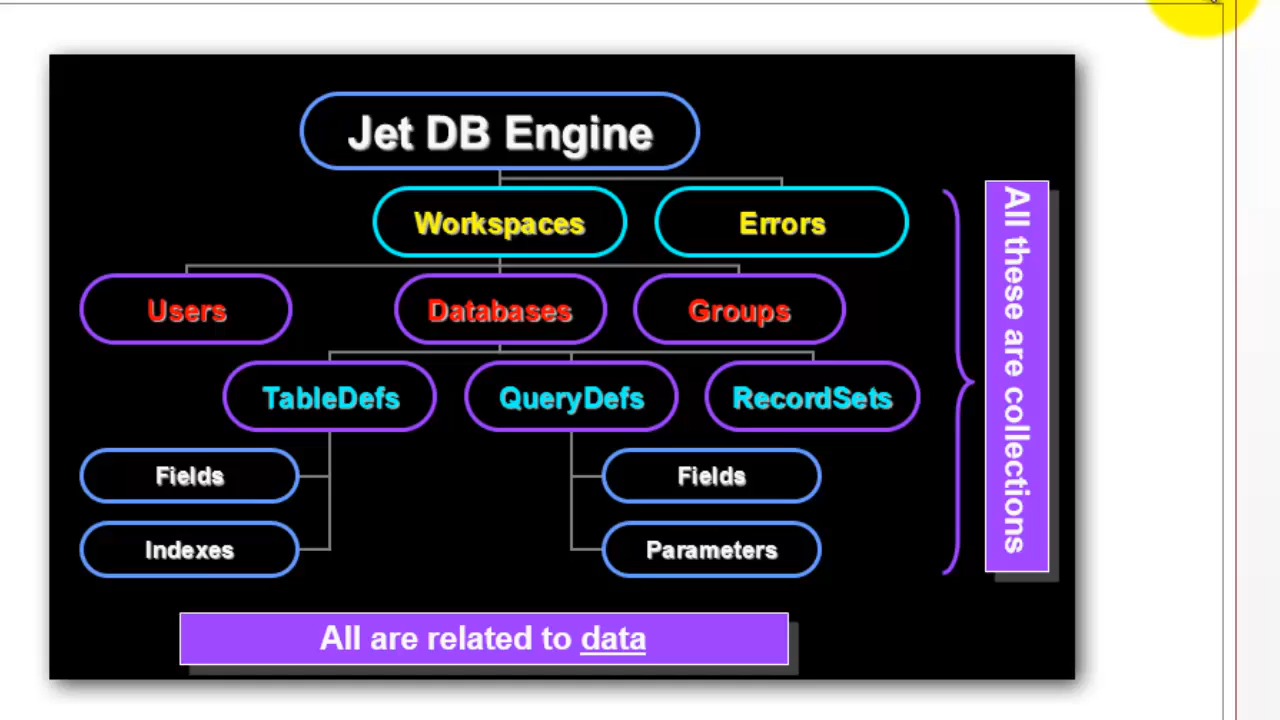 Jet DB Engine
Workspaces
Errors
Users
Databases
Groups
TableDefs
QueryDefs
RecordSets
Fields
Fields
Indexes
Parameters
All these are collections
All are related to data